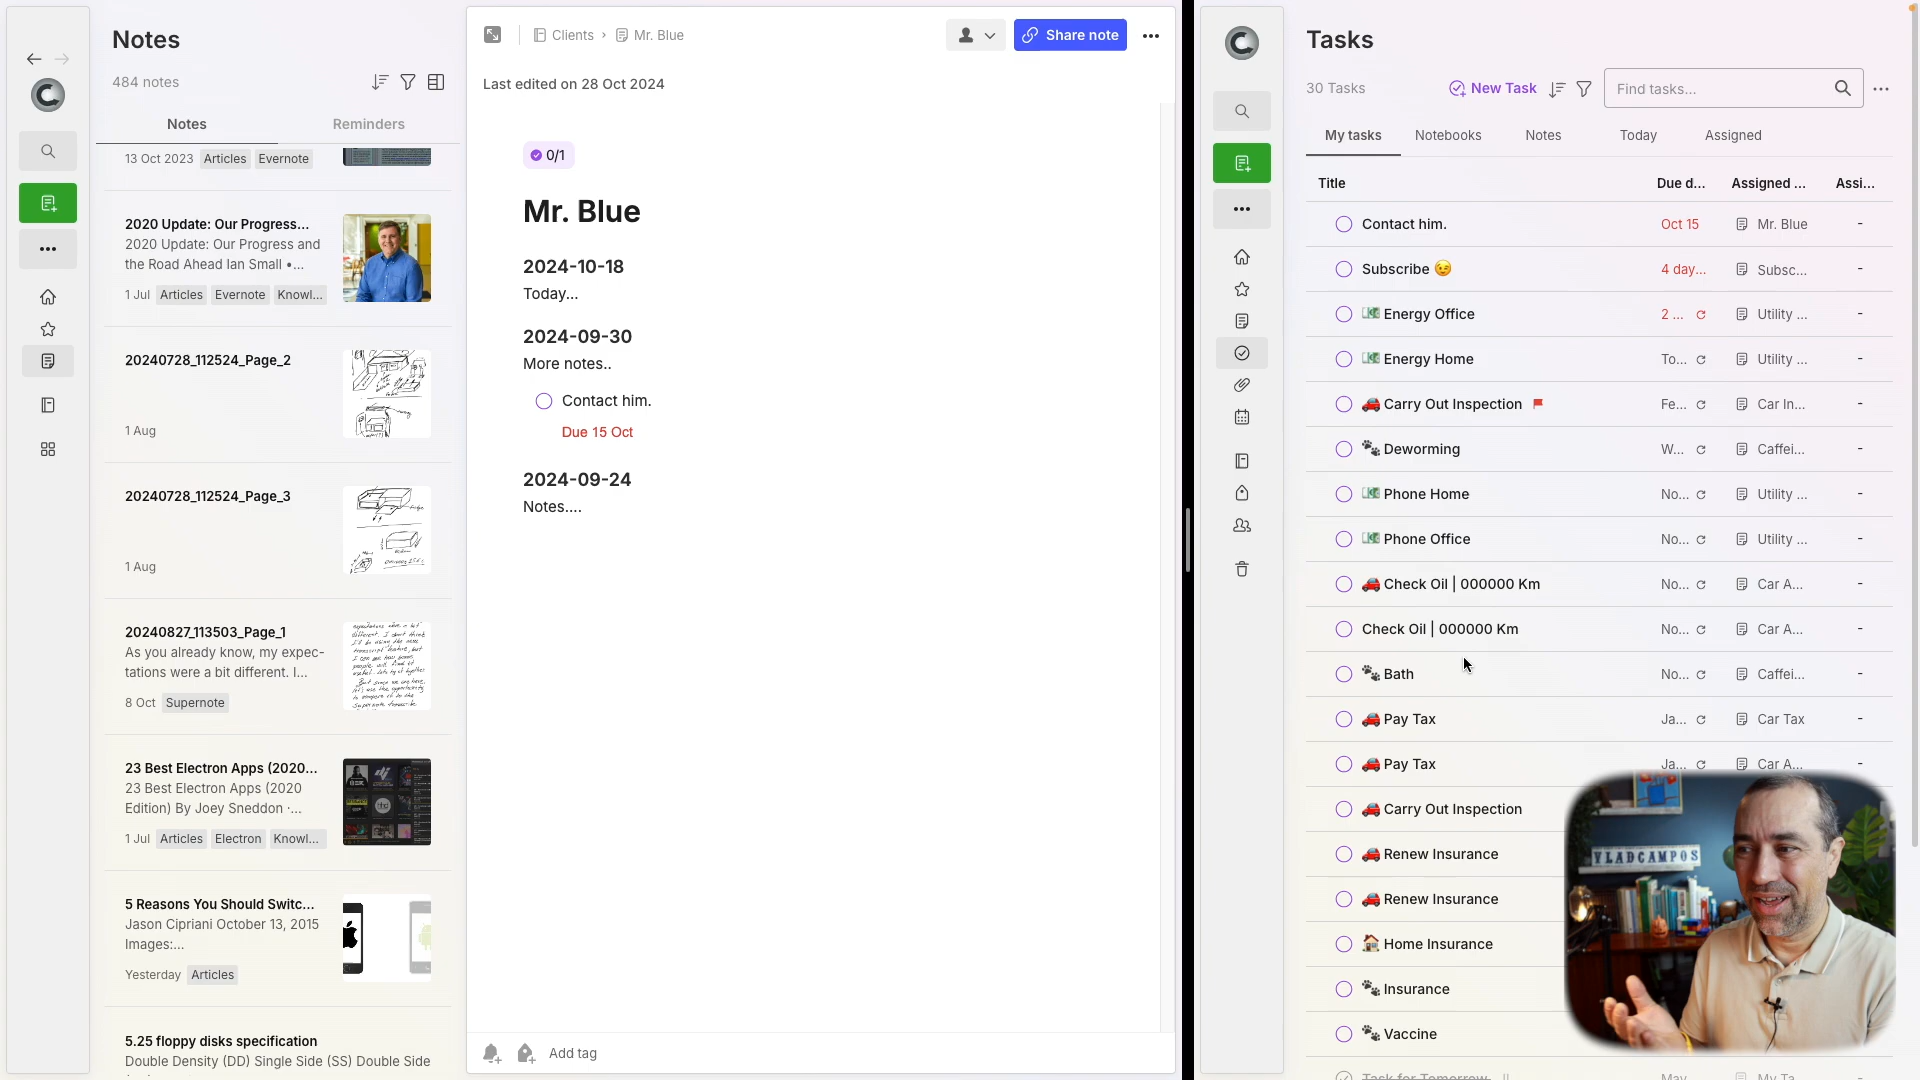 Notes
484 notes
Notes
Reminders
13 Oct 2023 Articles Evernote
2020 Update: Our Progress...
2020 Update: Our Progress and
the Road Ahead Ian Small •...
1 Jul Articles Evernote Knowl...
20240728_112524_Page_2
1 Aug
20240728_112524_Page_3
1 Aug
20240827_113503_Page_1
As you already know, my expec-
tations were a bit different. I...
8 Oct Supernote
23 Best Electron Apps (2020...
23 Best Electron Apps (2020
Edition) By Joey Sneddon ·...
1 Jul Articles Electron Knowl...
5 Reasons You Should Switc...
Jason Cipriani October 13, 2015
Images:...
Yesterday Articles
5.25 floppy disks specification
Double Density (DD) Single Side (SS) Double Side
Clients › Mr. Blue
Share note
Last edited on 28 Oct 2024
0/1
Mr. Blue
2024-10-18
Today...
2024-09-30
More notes..
Contact him.
Due 15 Oct
2024-09-24
Notes....
Add tag
Tasks
30 Tasks
New Task
Find tasks...
My tasks Notebooks Notes Today Assigned
Title Due d... Assigned ... Assi...
Contact him. Oct 15 Mr. Blue -
Subscribe 😉 4 day... Subsc... -
💵 Energy Office 2 ... Utility ... -
💵 Energy Home To... Utility ... -
🚗 Carry Out Inspection Fe... Car In... -
🐾 Deworming W... Caffei... -
💵 Phone Home No... Utility ... -
💵 Phone Office No... Utility ... -
🚗 Check Oil | 000000 Km No... Car A... -
Check Oil | 000000 Km No... Car A... -
🐾 Bath No... Caffei... -
🚗 Pay Tax Ja... Car Tax -
🚗 Pay Tax Ja... Car A... -
🚗 Carry Out Inspection
🚗 Renew Insurance
🚗 Renew Insurance
🏠 Home Insurance
🐾 Insurance
🐾 Vaccine
Task for Tomorrow May My Ta
VLADCAMPOS